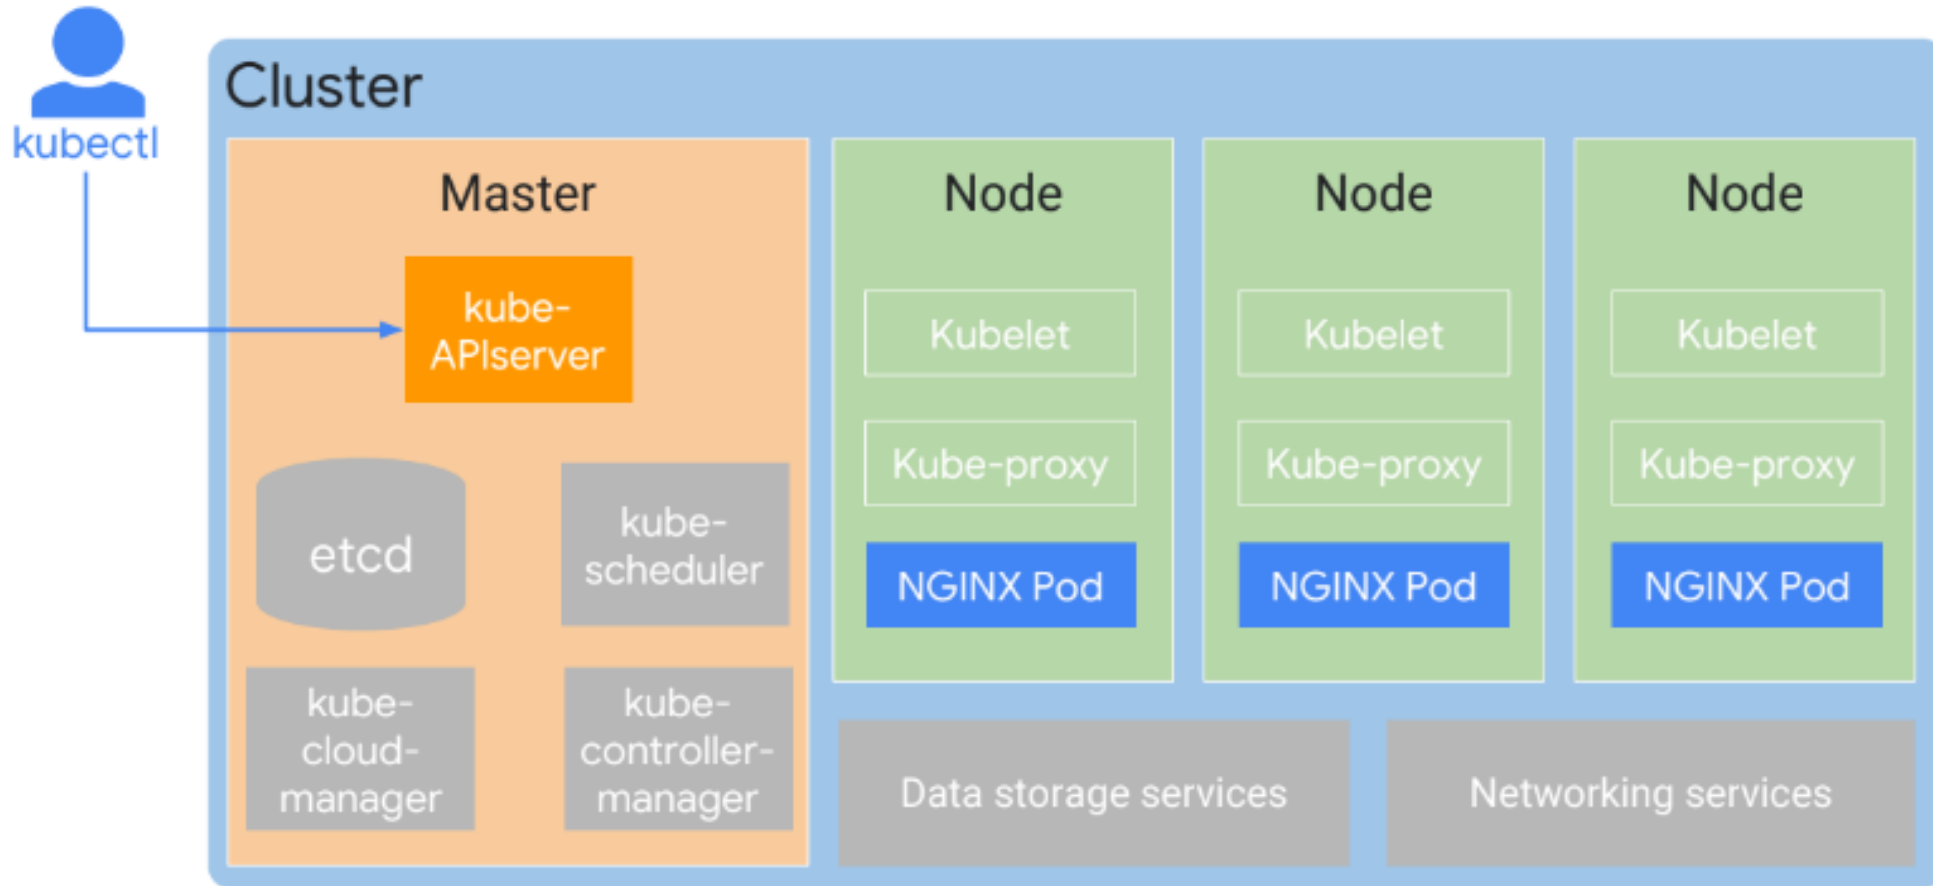 kubectl
Cluster
Master
kube-
APIserver
etcd
kube-
scheduler
kube-
cloud-
manager
kube-
controller-
manager
Node
Kubelet
Kube-proxy
NGINX Pod
Node
Kubelet
Kube-proxy
NGINX Pod
Node
Kubelet
Kube-proxy
NGINX Pod
Data storage services
Networking services